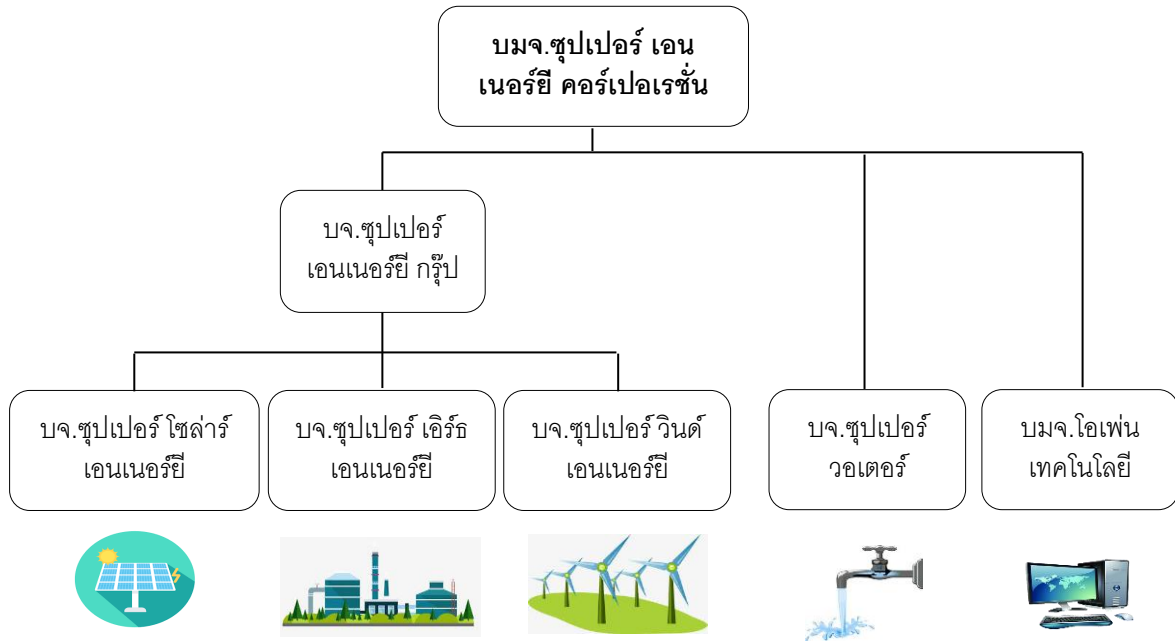 บมจ.ซุปเปอร์ เอน
เนอร์ยี คอร์เปอเรชั่น
บจ.ซุปเปอร์
เอนเนอร์ยี กรุ๊ป
บจ.ซุปเปอร์ โซล่าร์
เอนเนอร์ยี
บจ.ซุปเปอร์ เอิร์ธ
เอนเนอร์ยี
บจ.ซุปเปอร์ วินด์
เอนเนอร์ยี
บจ.ซุปเปอร์
วอเตอร์
บมจ.โอเพ่น
เทคโนโลยี